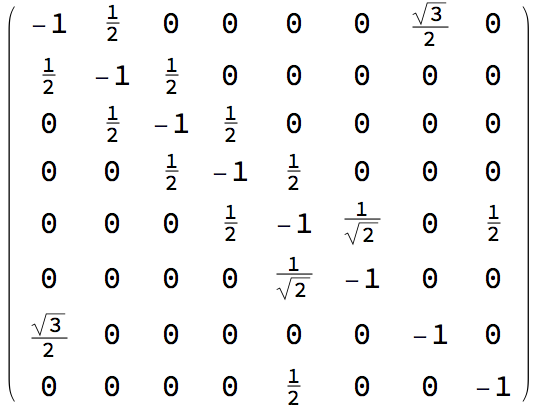 -1 1/2 0 0 0 0 √3/2 0
1/2 -1 1/2 0 0 0 0 0
0 1/2 -1 1/2 0 0 0 0
0 0 1/2 -1 1/2 0 0 0
0 0 0 1/2 -1 1/√2 0 1/2
0 0 0 0 1/√2 -1 0 0
√3/2 0 0 0 0 0 -1 0
0 0 0 0 1/2 0 0 -1